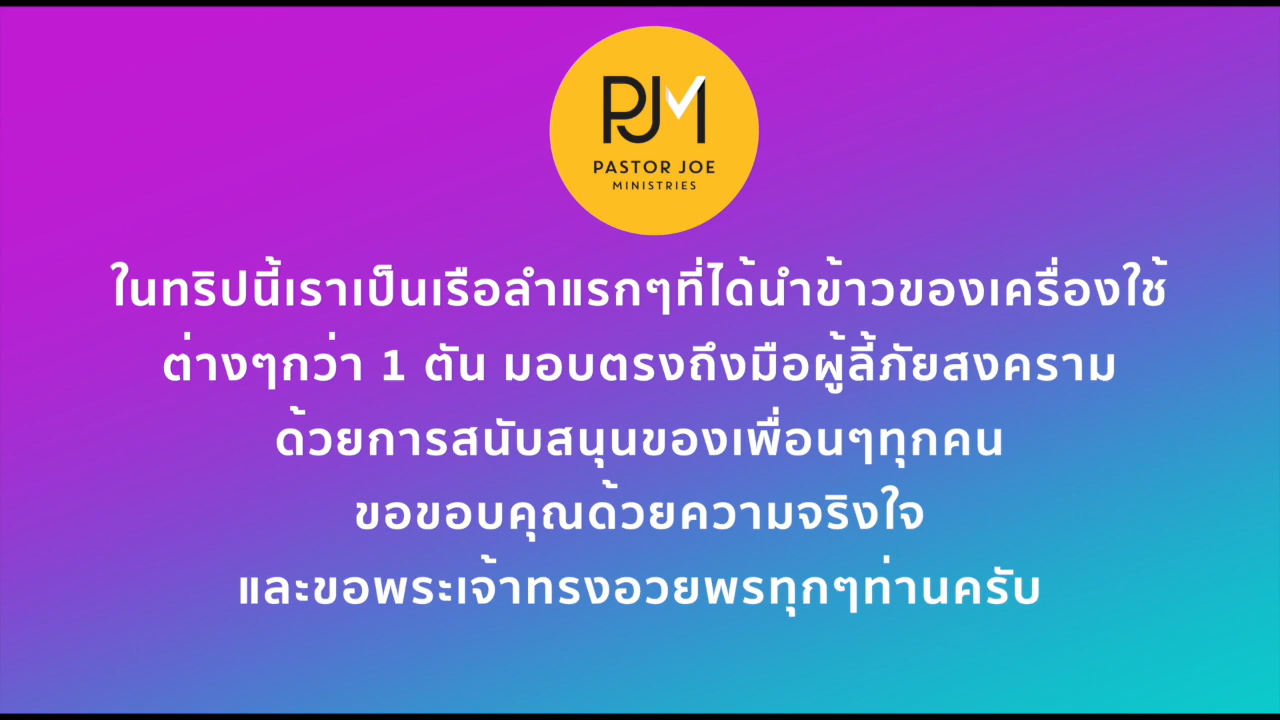 PJM
PASTOR JOE
MINISTRIES
ในทริปนี้เราเป็นเรือลำแรกๆที่ได้นำข้าวของเครื่องใช้
ต่างๆกว่า 1 ตัน มอบตรงถึงมือผู้ลี้ภัยสงคราม
ด้วยการสนับสนุนของเพื่อนๆทุกคน
ขอขอบคุณด้วยความจริงใจ
และขอพระเจ้าทรงอวยพรทุกๆท่านครับ